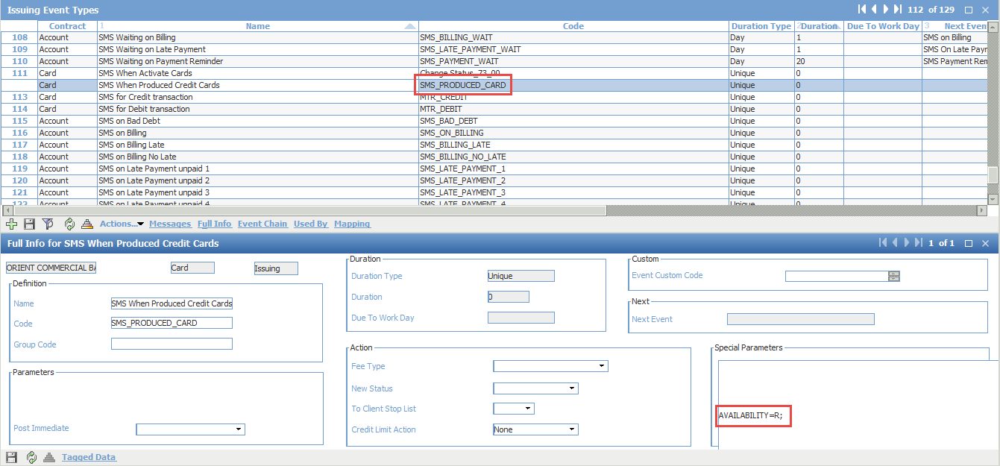 Issuing Event Types 112 of 129
Contract 1 Name Code Duration Type 2 Duration Due To Work Day 3 Next Even
108 Account SMS Waiting on Billing SMS_BILLING_WAIT Day 1 SMS on Billing
109 Account SMS Waiting on Late Payment SMS_LATE_PAYMENT_WAIT Day 1 SMS On Late Payr
110 Account SMS Waiting on Payment Reminder SMS_PAYMENT_WAIT Day 20 SMS Payment Ren
111 Card SMS When Activate Cards Change Status_73_00 Unique 0
Card SMS When Produced Credit Cards SMS_PRODUCED_CARD Unique 0
113 Card SMS for Credit transaction MTR_CREDIT Unique 0
114 Card SMS for Debit transaction MTR_DEBIT Unique 0
115 Account SMS on Bad Debt SMS_BAD_DEBT Unique 0
116 Account SMS on Billing SMS_ON_BILLING Unique 0
117 Account SMS on Billing Late SMS_BILLING_LATE Unique 0
118 Account SMS on Billing No Late SMS_BILLING_NO_LATE Unique 0
119 Account SMS on Late Payment unpaid 1 SMS_LATE_PAYMENT_1 Unique 0
120 Account SMS on Late Payment unpaid 2 SMS_LATE_PAYMENT_2 Unique 0
121 Account SMS on Late Payment unpaid 3 SMS_LATE_PAYMENT_3 Unique 0
122 Account SMS on Late Payment unpaid 4 SMS_LATE_PAYMENT_4 Unique 0
Actions... Messages Full Info Event Chain Used By Mapping
Full Info for SMS When Produced Credit Cards 1 of 1
ORIENT COMMERCIAL BA Card Issuing
Definition
Name SMS When Produced Credit Cards
Code SMS_PRODUCED_CARD
Group Code
Parameters
Post Immediate
Duration
Duration Type Unique
Duration 0
Due To Work Day
Action
Fee Type
New Status
To Client Stop List
Credit Limit Action None
Custom
Event Custom Code
Next
Next Event
Special Parameters
AVAILABILITY=R;
Tagged Data